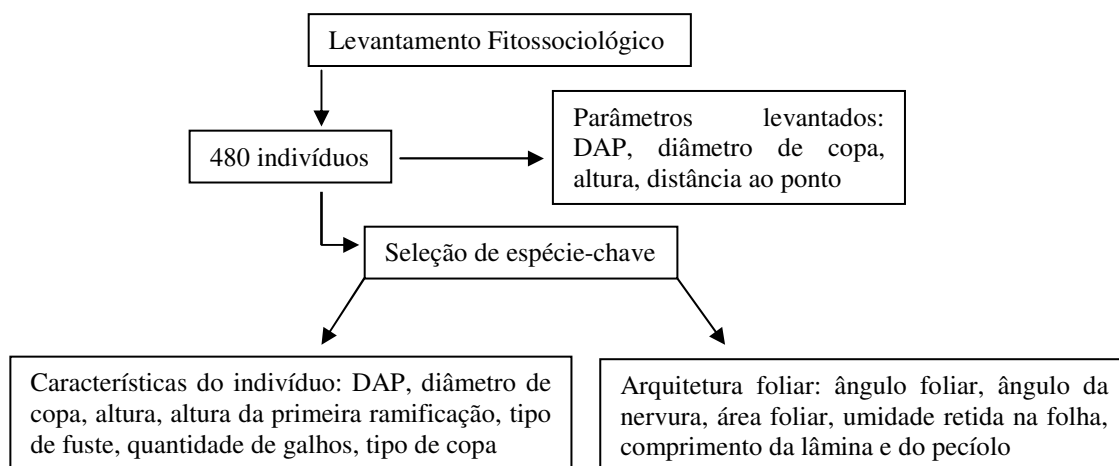 Levantamento Fitossociológico
480 indivíduos
Parâmetros levantados:
DAP, diâmetro de copa,
altura, distância ao ponto
Seleção de espécie-chave
Características do indivíduo: DAP, diâmetro de
copa, altura, altura da primeira ramificação, tipo
de fuste, quantidade de galhos, tipo de copa
Arquitetura foliar: ângulo foliar, ângulo da
nervura, área foliar, umidade retida na folha,
comprimento da lâmina e do pecíolo